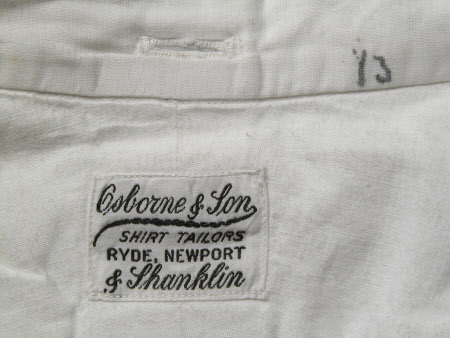 13
Osborne & Son
SHIRT TAILORS
RYDE, NEWPORT
& Shanklin